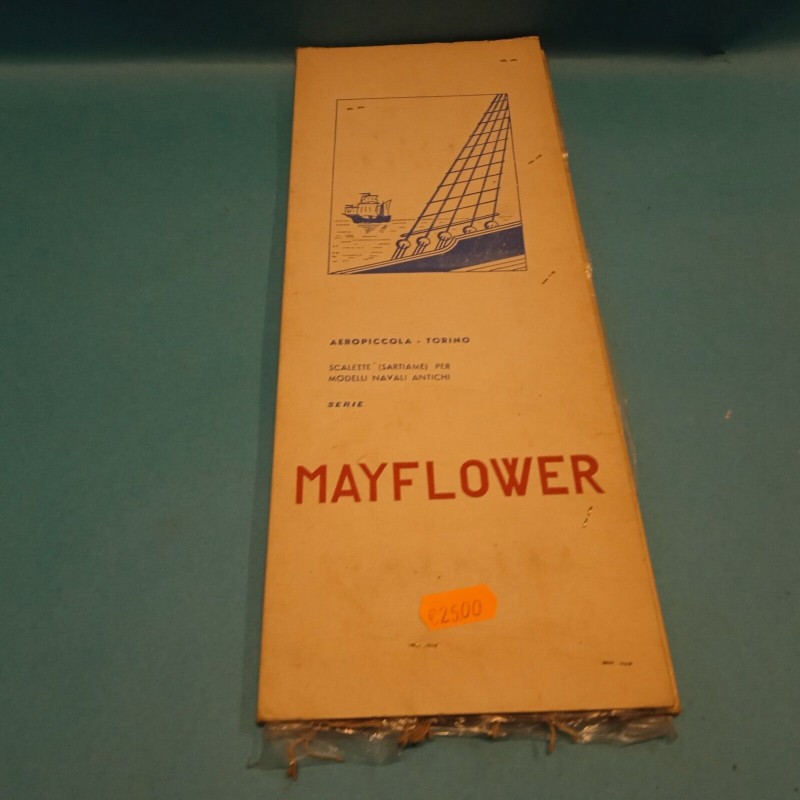 AEROPICCOLA - TORINO
SCALETTE (SARTIAME) PER
MODELLI NAVALI ANTICHI
SERIE
MAYFLOWER
€25,00